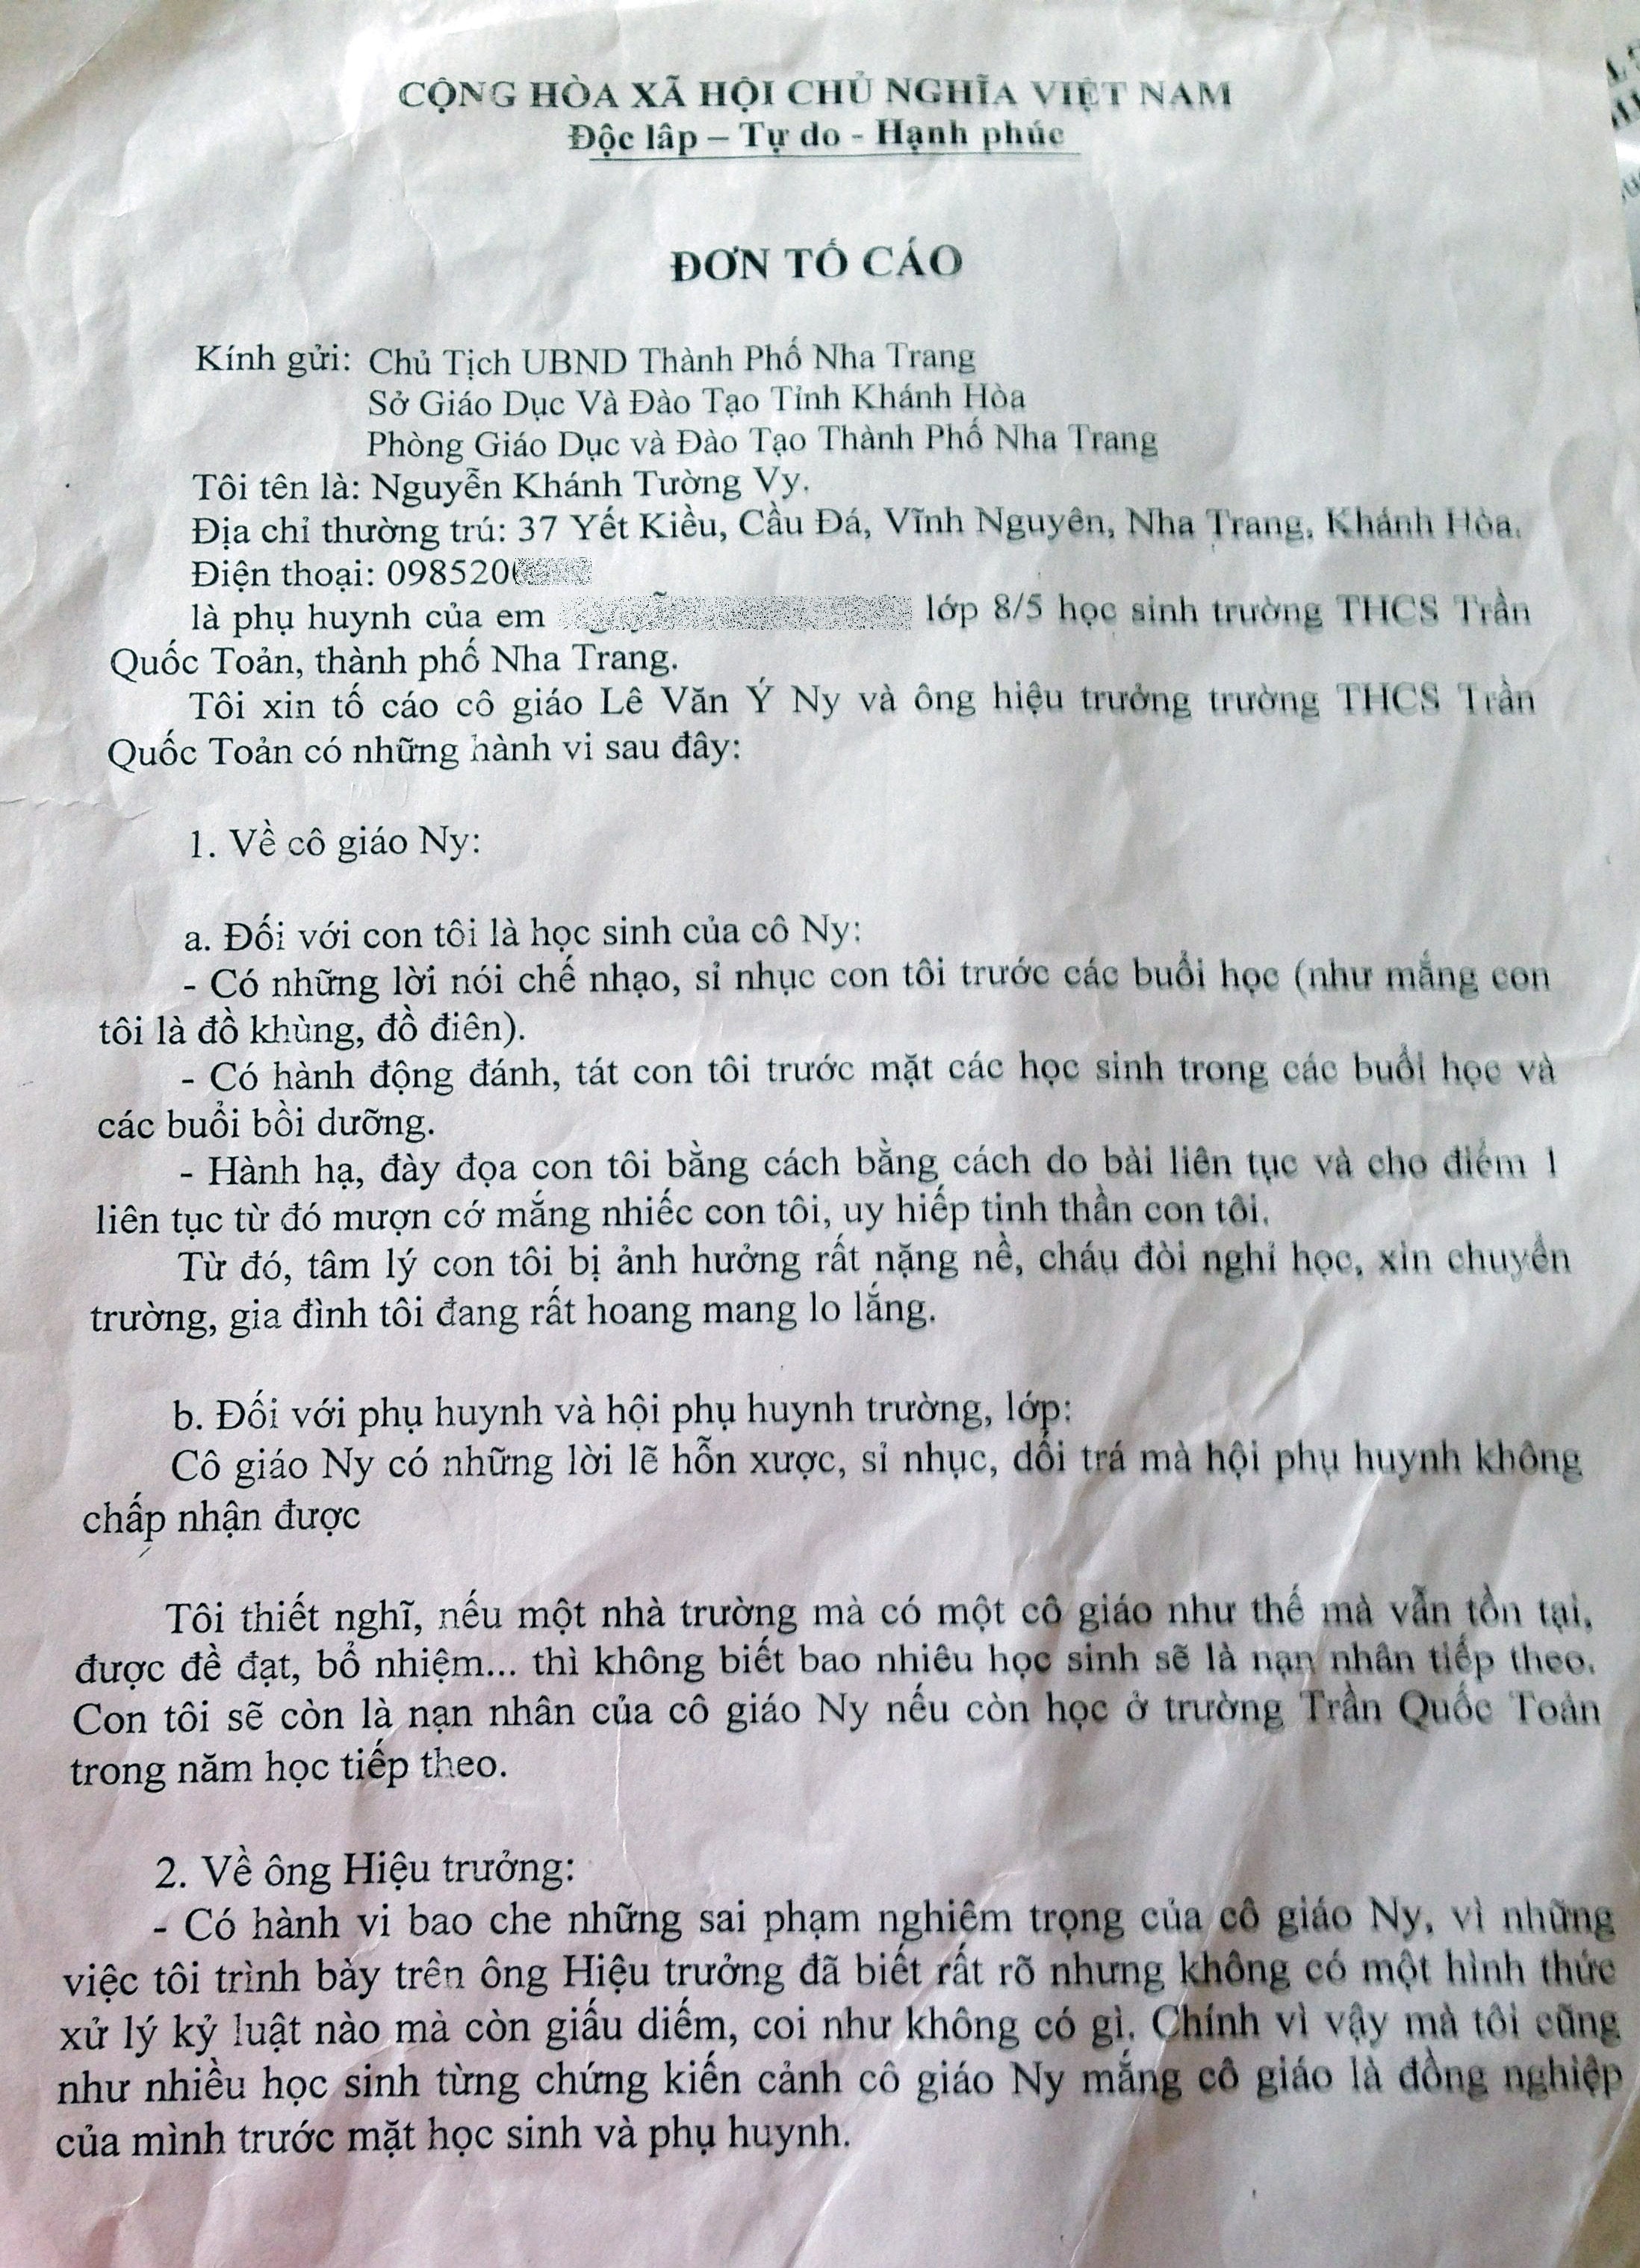 CỘNG HÒA XÃ HỘI CHỦ NGHĨA VIỆT NAM
Độc lâp – Tự do - Hạnh phúc
ĐƠN TỐ CÁO
Kính gửi: Chủ Tịch UBND Thành Phố Nha Trang
Sở Giáo Dục Và Đào Tạo Tỉnh Khánh Hòa
Phòng Giáo Dục và Đào Tạo Thành Phố Nha Trang
Tôi tên là: Nguyễn Khánh Tường Vy.
Địa chỉ thường trú: 37 Yết Kiều, Cầu Đá, Vĩnh Nguyên, Nha Trang, Khánh Hòa.
Điện thoại: 098520
là phụ huynh của em lớp 8/5 học sinh trường THCS Trần
Quốc Toản, thành phố Nha Trang.
Tôi xin tố cáo cô giáo Lê Văn Ý Ny và ông hiệu trưởng trường THCS Trần
Quốc Toản có những hành vi sau đây:
1. Về cô giáo Ny:
a. Đối với con tôi là học sinh của cô Ny:
- Có những lời nói chế nhạo, sỉ nhục con tôi trước các buổi học (như mắng con
tôi là đồ khùng, đồ điên).
- Có hành động đánh, tát con tôi trước mặt các học sinh trong các buổi học và
các buổi bồi dưỡng.
- Hành hạ, đày đọa con tôi bằng cách bằng cách do bài liên tục và cho điểm 1
liên tục từ đó mượn cớ mắng nhiếc con tôi, uy hiếp tinh thần con tôi.
Từ đó, tâm lý con tôi bị ảnh hưởng rất nặng nề, cháu đòi nghỉ học, xin chuyển
trường, gia đình tôi đang rất hoang mang lo lắng.
b. Đối với phụ huynh và hội phụ huynh trường, lớp:
Cô giáo Ny có những lời lẽ hỗn xược, sỉ nhục, dối trá mà hội phụ huynh không
chấp nhận được
Tôi thiết nghĩ, nếu một nhà trường mà có một cô giáo như thế mà vẫn tồn tại,
được đề đạt, bổ nhiệm... thì không biết bao nhiêu học sinh sẽ là nạn nhân tiếp theo.
Con tôi sẽ còn là nạn nhân của cô giáo Ny nếu còn học ở trường Trần Quốc Toản
trong năm học tiếp theo.
2. Về ông Hiệu trưởng:
- Có hành vi bao che những sai phạm nghiêm trọng của cô giáo Ny, vì những
việc tôi trình bày trên ông Hiệu trưởng đã biết rất rõ nhưng không có một hình thức
xử lý kỷ luật nào mà còn giấu diếm, coi như không có gì. Chính vì vậy mà tôi cũng
như nhiều học sinh từng chứng kiến cảnh cô giáo Ny mắng cô giáo là đồng nghiệp
của mình trước mặt học sinh và phụ huynh.